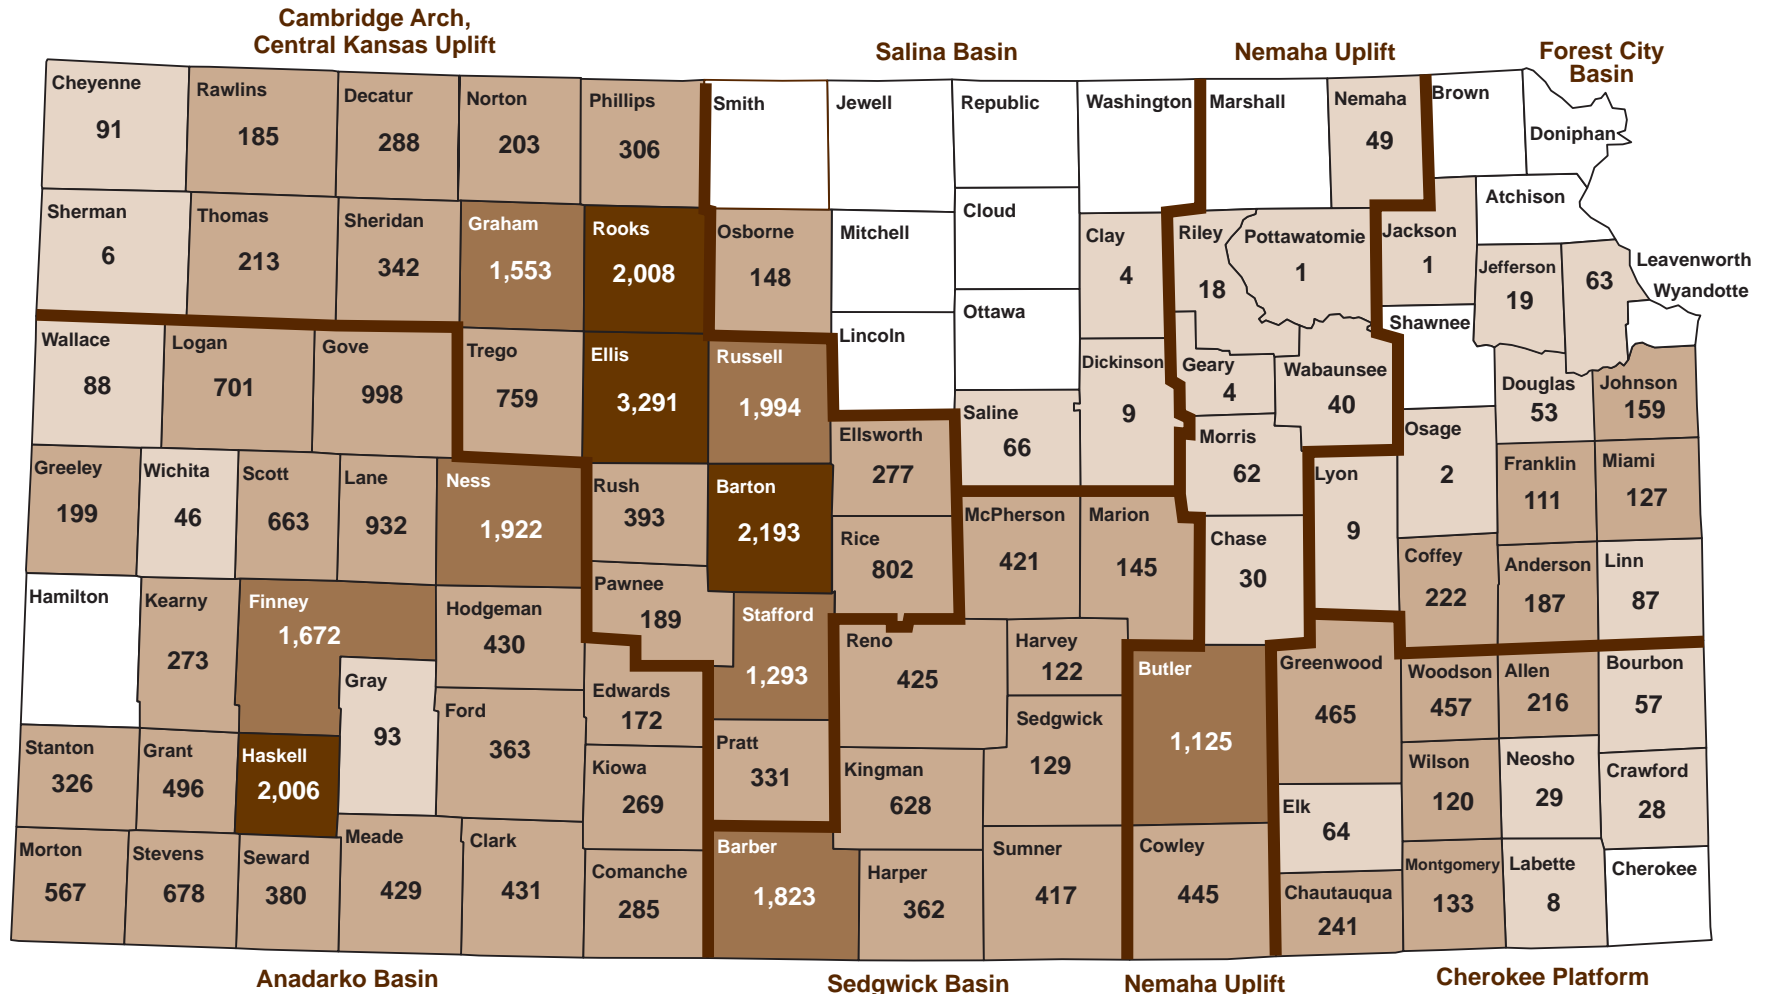 Cambridge Arch,
Central Kansas Uplift
Salina Basin
Nemaha Uplift
Forest City
Basin
Cheyenne
91
Rawlins
185
Decatur
288
Norton
203
Phillips
306
Smith
Jewell
Republic
Washington
Marshall
Nemaha
49
Brown
Doniphan
Atchison
Sherman
6
Thomas
213
Sheridan
342
Graham
1,553
Rooks
2,008
Osborne
148
Mitchell
Cloud
Clay
4
Riley
18
Pottawatomie
1
Jackson
1
Jefferson
19
63
Leavenworth
Wyandotte
Ottawa
Lincoln
Shawnee
Wallace
88
Logan
701
Gove
998
Trego
759
Ellis
3,291
Russell
1,994
Dickinson
9
Geary
4
Wabaunsee
40
Douglas
53
Johnson
159
Saline
66
Ellsworth
277
Morris
62
Osage
2
Greeley
199
Wichita
46
Scott
663
Lane
932
Ness
1,922
Rush
393
Barton
2,193
Lyon
9
Franklin
111
Miami
127
Rice
802
McPherson
421
Marion
145
Chase
30
Coffey
222
Anderson
187
Linn
87
Hamilton
Kearny
273
Finney
1,672
Hodgeman
430
Pawnee
189
Stafford
1,293
Reno
425
Harvey
122
Butler
1,125
Greenwood
465
Woodson
457
Allen
216
Bourbon
57
Gray
93
Ford
363
Edwards
172
Sedgwick
129
Stanton
326
Grant
496
Haskell
2,006
Kiowa
269
Pratt
331
Kingman
628
Wilson
120
Neosho
29
Crawford
28
Elk
64
Morton
567
Stevens
678
Seward
380
Meade
429
Clark
431
Comanche
285
Barber
1,823
Harper
362
Sumner
417
Cowley
445
Chautauqua
241
Montgomery
133
Labette
8
Cherokee
Anadarko Basin
Sedgwick Basin
Nemaha Uplift
Cherokee Platform